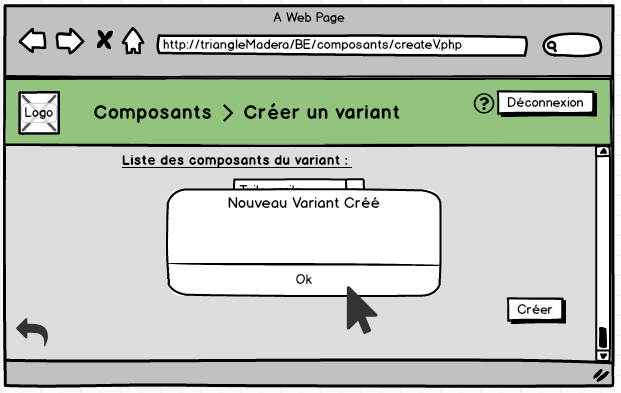 A Web Page
http://triangleMadera/BE/composants/createV.php
Logo
Composants > Créer un variant
?
Déconnexion
Liste des composants du variant :
Nouveau Variant Créé
Ok
Créer